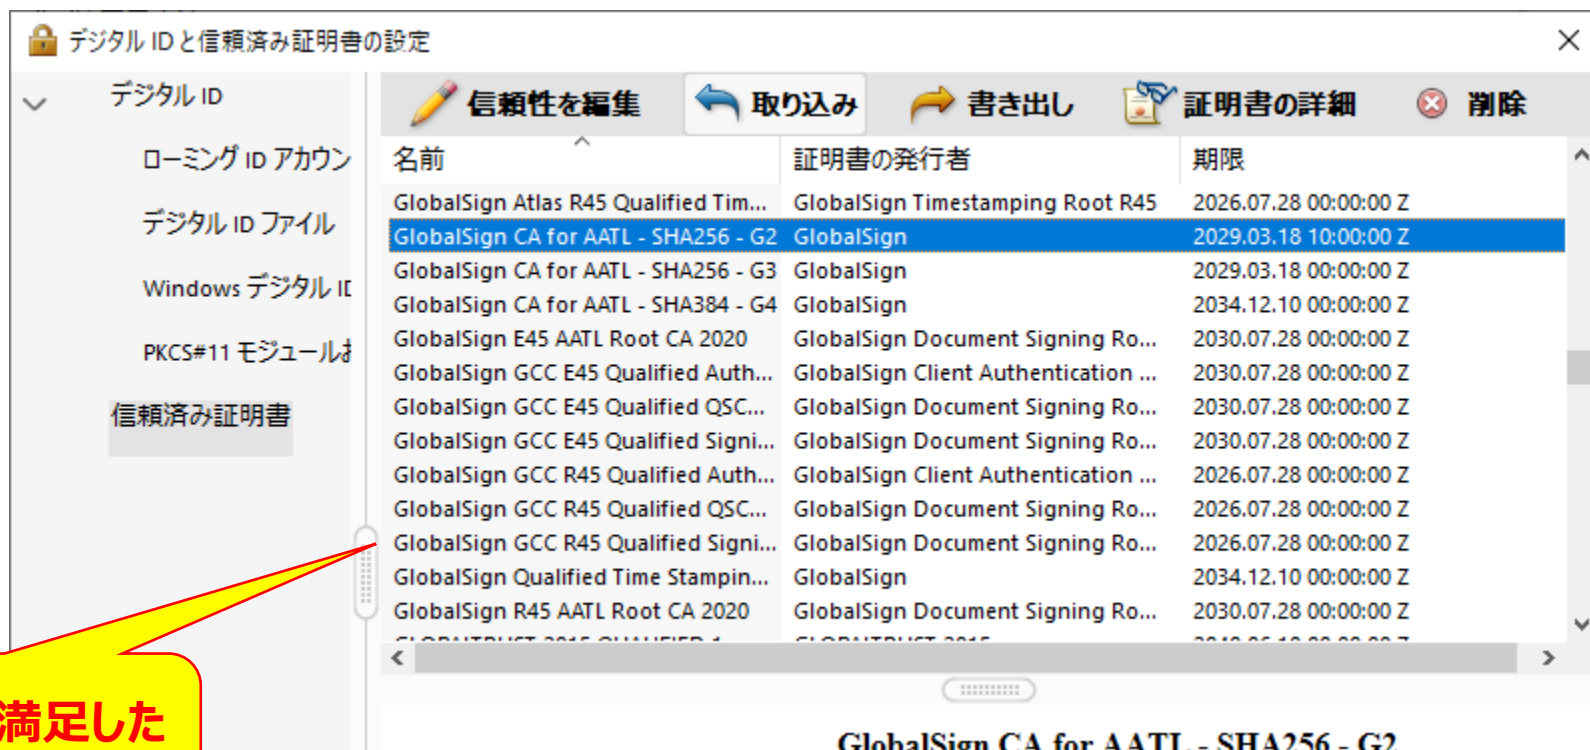 デジタル ID と信頼済み証明書の設定
デジタル ID
ローミング ID アカウン
デジタル ID ファイル
Windows デジタル ID
PKCS#11 モジュールお
信頼済み証明書
信頼性を編集 取り込み 書き出し 証明書の詳細 削除
名前 証明書の発行者 期限
GlobalSign Atlas R45 Qualified Tim... GlobalSign Timestamping Root R45 2026.07.28 00:00:00 Z
GlobalSign CA for AATL - SHA256 - G2 GlobalSign 2029.03.18 10:00:00 Z
GlobalSign CA for AATL - SHA256 - G3 GlobalSign 2029.03.18 00:00:00 Z
GlobalSign CA for AATL - SHA384 - G4 GlobalSign 2034.12.10 00:00:00 Z
GlobalSign E45 AATL Root CA 2020 GlobalSign Document Signing Ro... 2030.07.28 00:00:00 Z
GlobalSign GCC E45 Qualified Auth... GlobalSign Client Authentication ... 2030.07.28 00:00:00 Z
GlobalSign GCC E45 Qualified QSC... GlobalSign Document Signing Ro... 2030.07.28 00:00:00 Z
GlobalSign GCC E45 Qualified Signi... GlobalSign Document Signing Ro... 2030.07.28 00:00:00 Z
GlobalSign GCC R45 Qualified Auth... GlobalSign Client Authentication ... 2026.07.28 00:00:00 Z
GlobalSign GCC R45 Qualified QSC... GlobalSign Document Signing Ro... 2026.07.28 00:00:00 Z
GlobalSign GCC R45 Qualified Signi... GlobalSign Document Signing Ro... 2026.07.28 00:00:00 Z
GlobalSign Qualified Time Stampin... GlobalSign 2034.12.10 00:00:00 Z
GlobalSign R45 AATL Root CA 2020 GlobalSign Document Signing Ro... 2030.07.28 00:00:00 Z
満足した
GlobalSign CA for AATL - SHA256 - G2